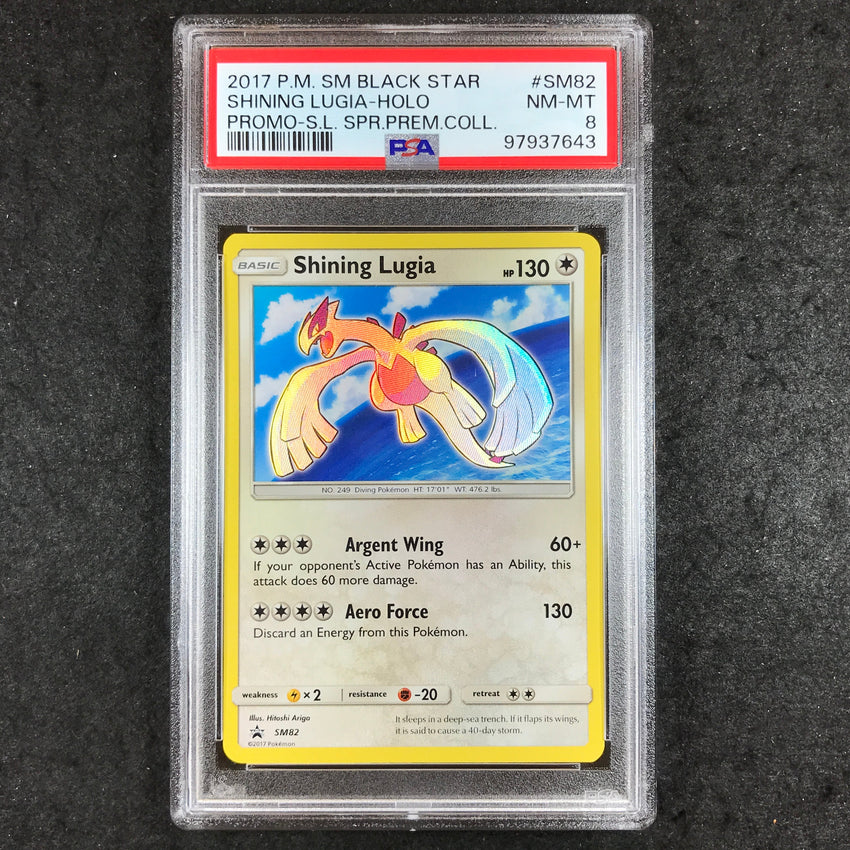 2017 P.M. SM BLACK STAR #SM82
SHINING LUGIA-HOLO NM-MT
PROMO-S.L. SPR.PREM.COLL. 8
PSA 97937643
BASIC Shining Lugia HP 130
NO. 249 Diving Pokémon HT: 17'01" WT: 476.2 lbs.
Argent Wing 60+
If your opponent's Active Pokémon has an Ability, this
attack does 60 more damage.
Aero Force 130
Discard an Energy from this Pokémon.
weakness × 2 resistance -20 retreat
Illus. Hitoshi Ariga
SM82
©2017 Pokémon
It sleeps in a deep-sea trench. If it flaps its wings,
it is said to cause a 40-day storm.